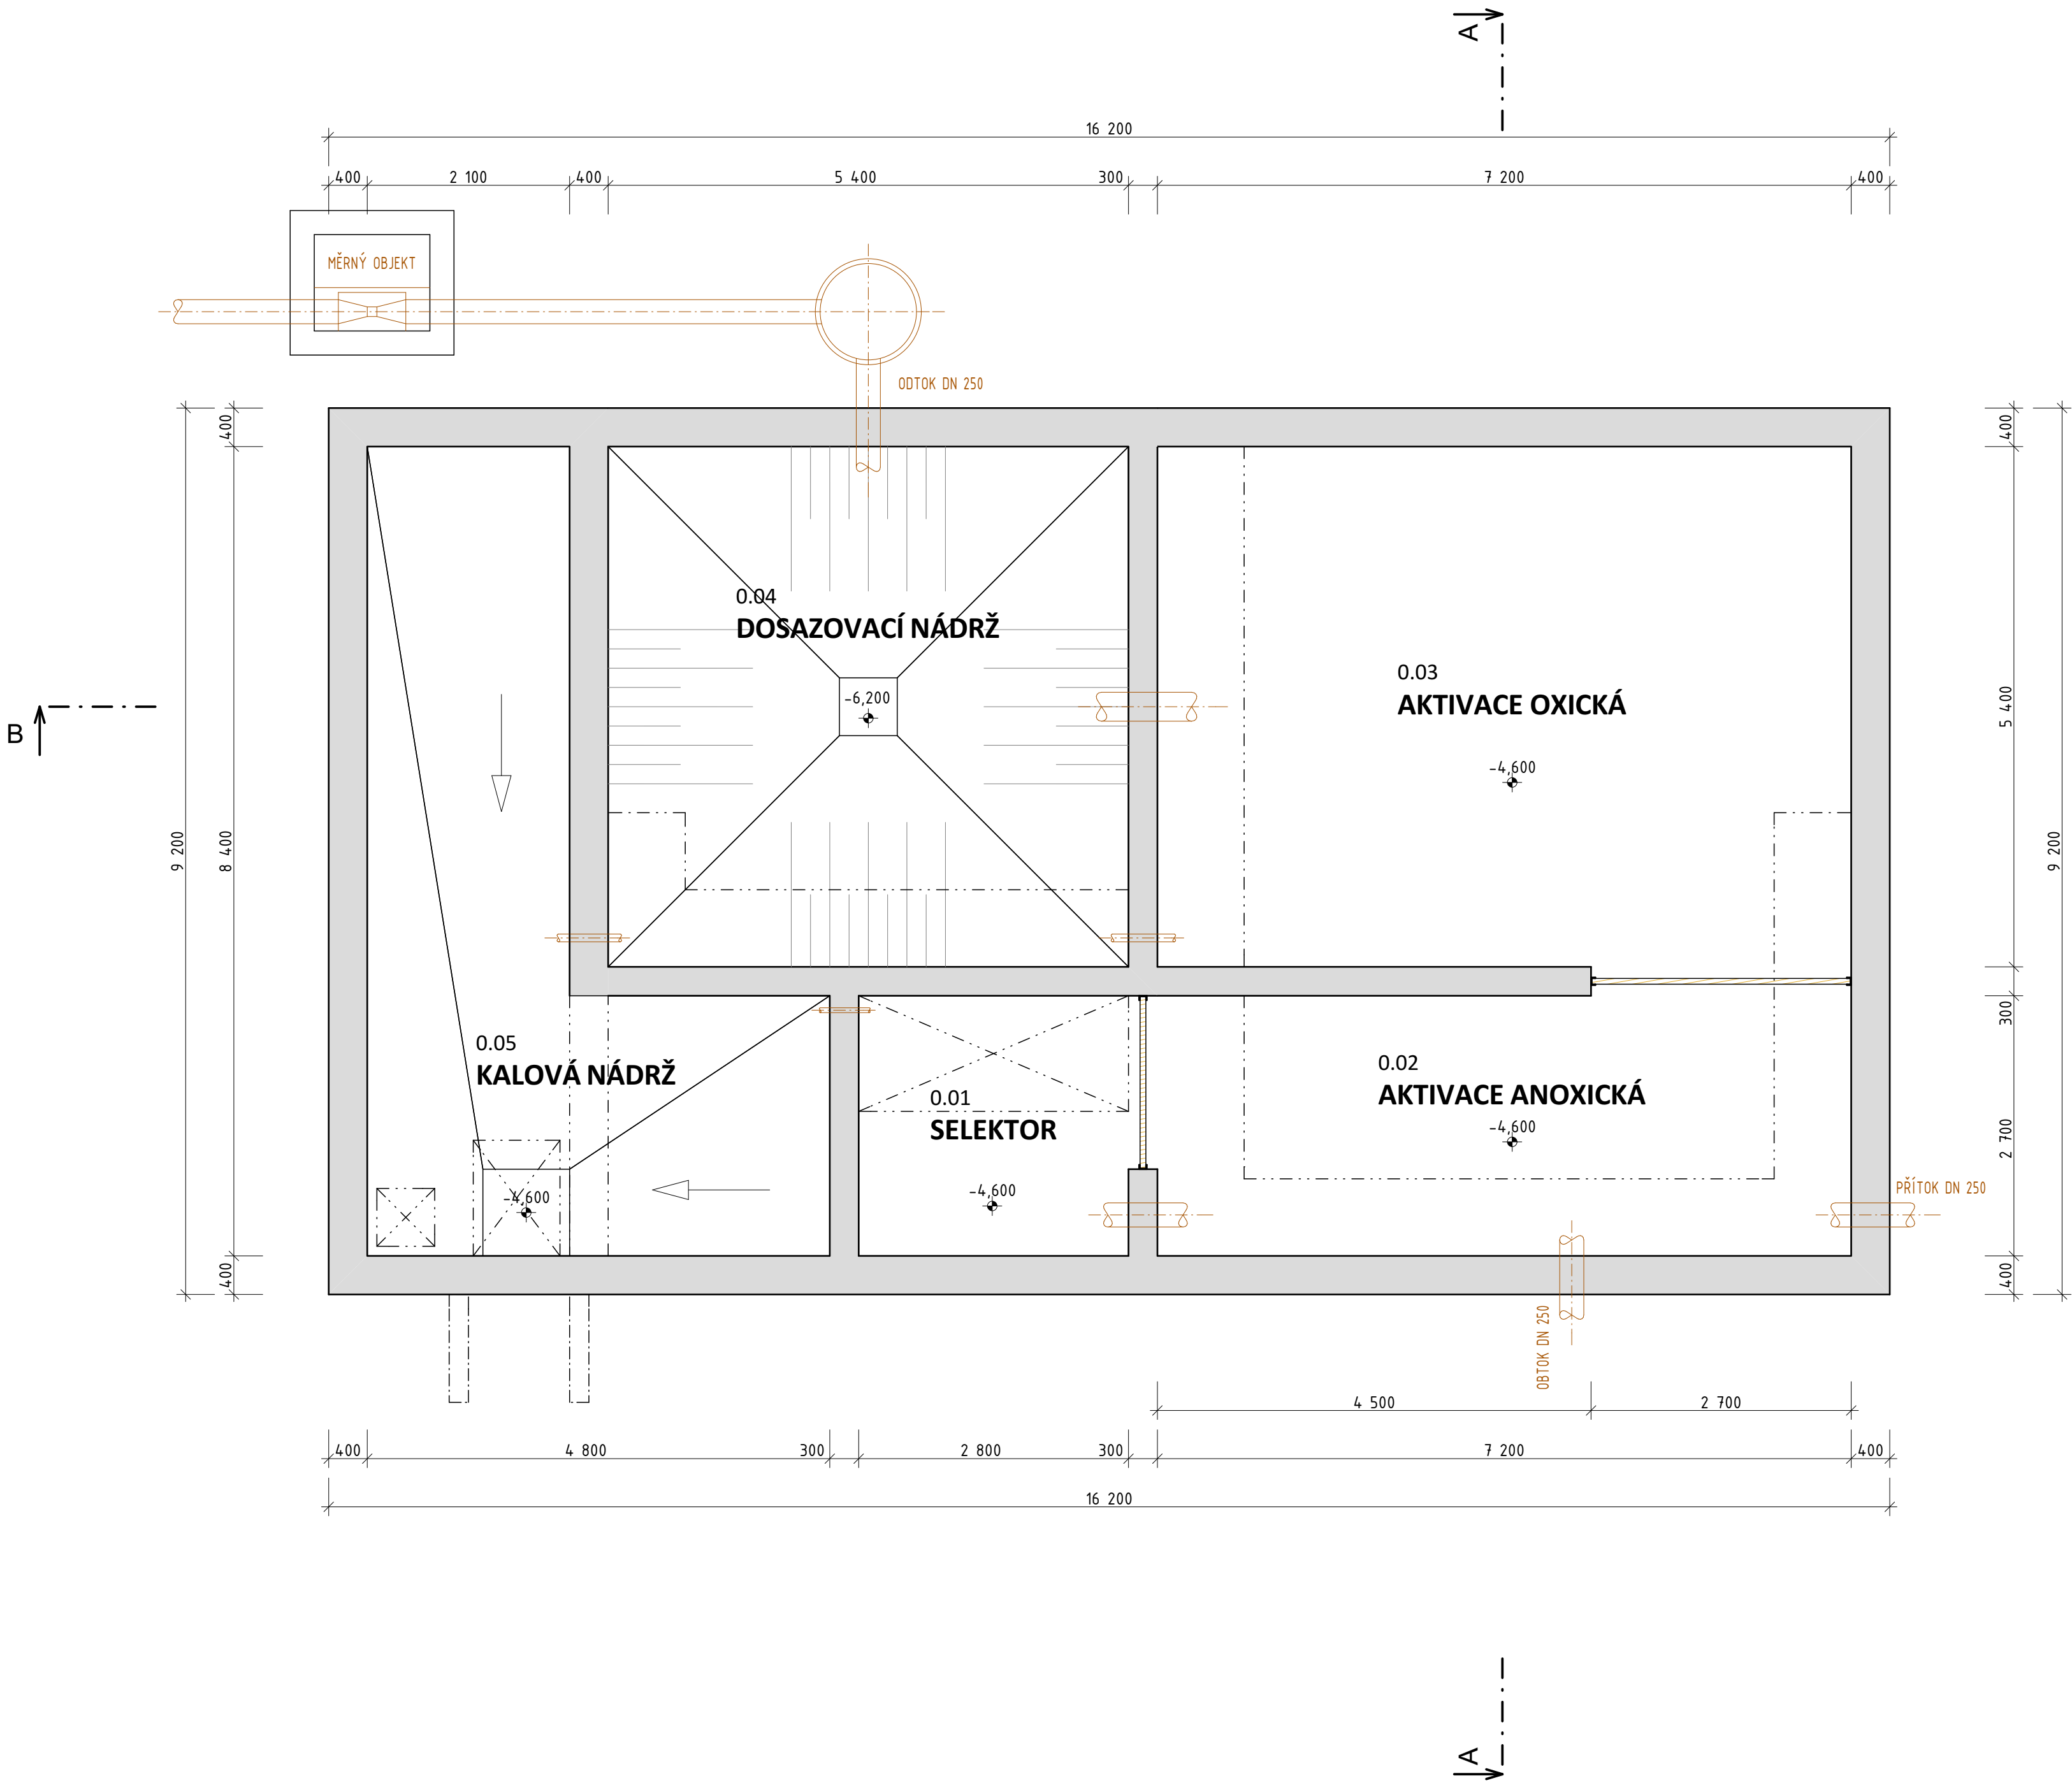 A
16 200
400 2 100 400 5 400 300 7 200 400
MĚRNÝ OBJEKT
ODTOK DN 250
400
400
0.04
DOSAZOVACÍ NÁDRŽ
-6,200
0.03
AKTIVACE OXICKÁ
-4,600
5 400
B
9 200
8 400
9 200
300
0.05
KALOVÁ NÁDRŽ
-4,600
0.01
SELEKTOR
-4,600
0.02
AKTIVACE ANOXICKÁ
-4,600
2 700
PŘÍTOK DN 250
400
400
OBTOK DN 250
4 500 2 700
400 4 800 300 2 800 300 7 200 400
16 200
A